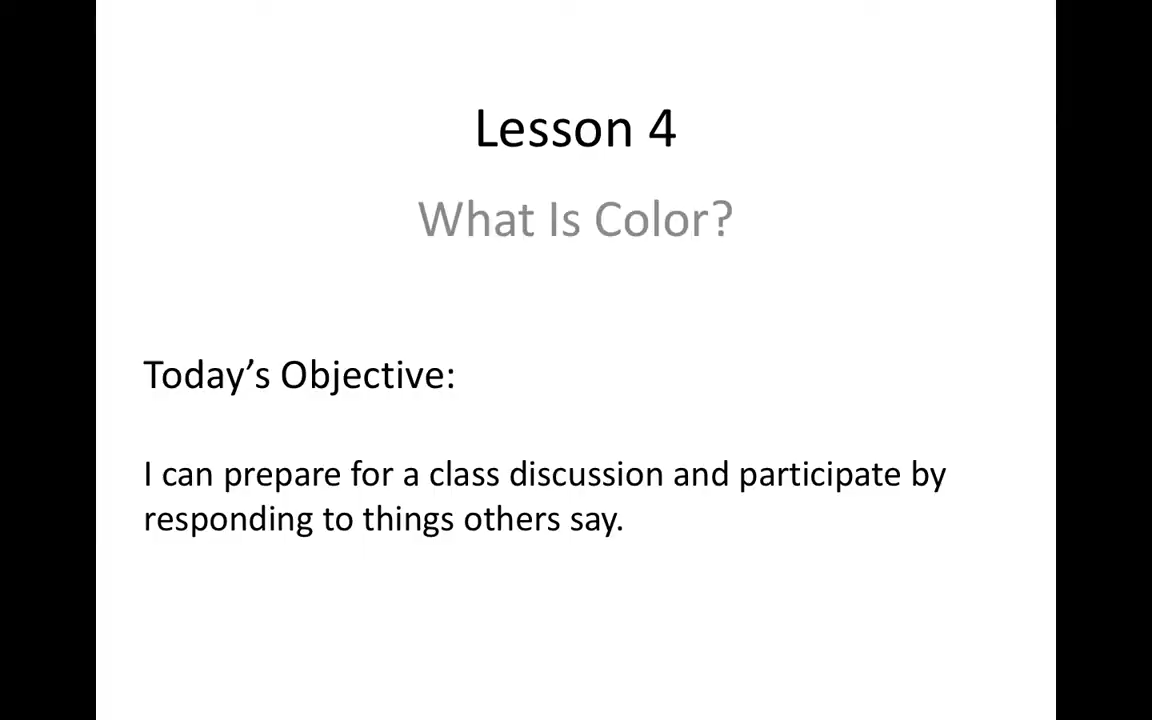 Lesson 4
What Is Color?
Today’s Objective:
I can prepare for a class discussion and participate by
responding to things others say.